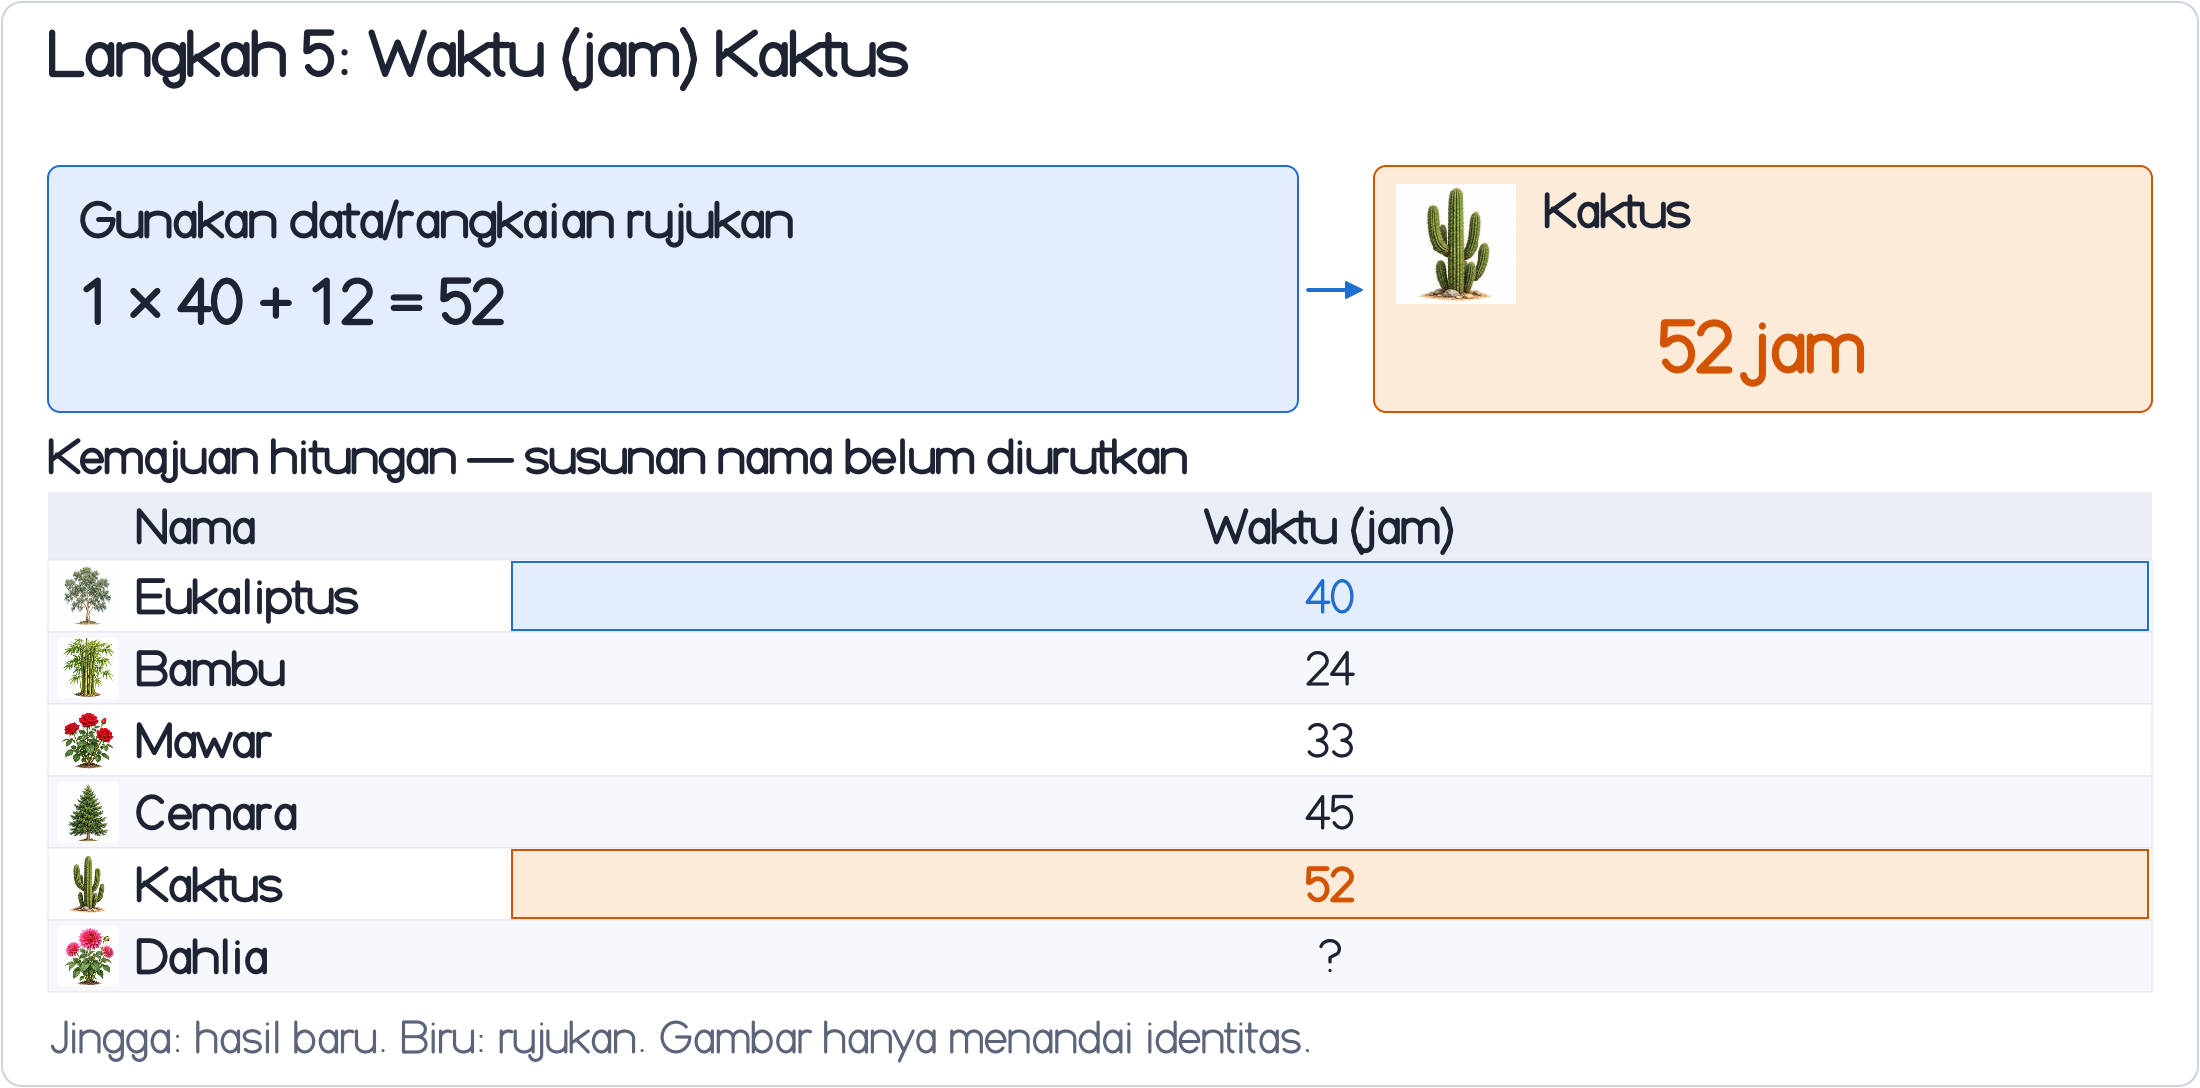 Langkah 5: Waktu (jam) Kaktus
Gunakan data/rangkaian rujukan
1 × 40 + 12 = 52
Kaktus
52 jam
Kemajuan hitungan — susunan nama belum diurutkan
Nama Waktu (jam)
Eukaliptus 40
Bambu 24
Mawar 33
Cemara 45
Kaktus 52
Dahlia ?
Jingga: hasil baru. Biru: rujukan. Gambar hanya menandai identitas.